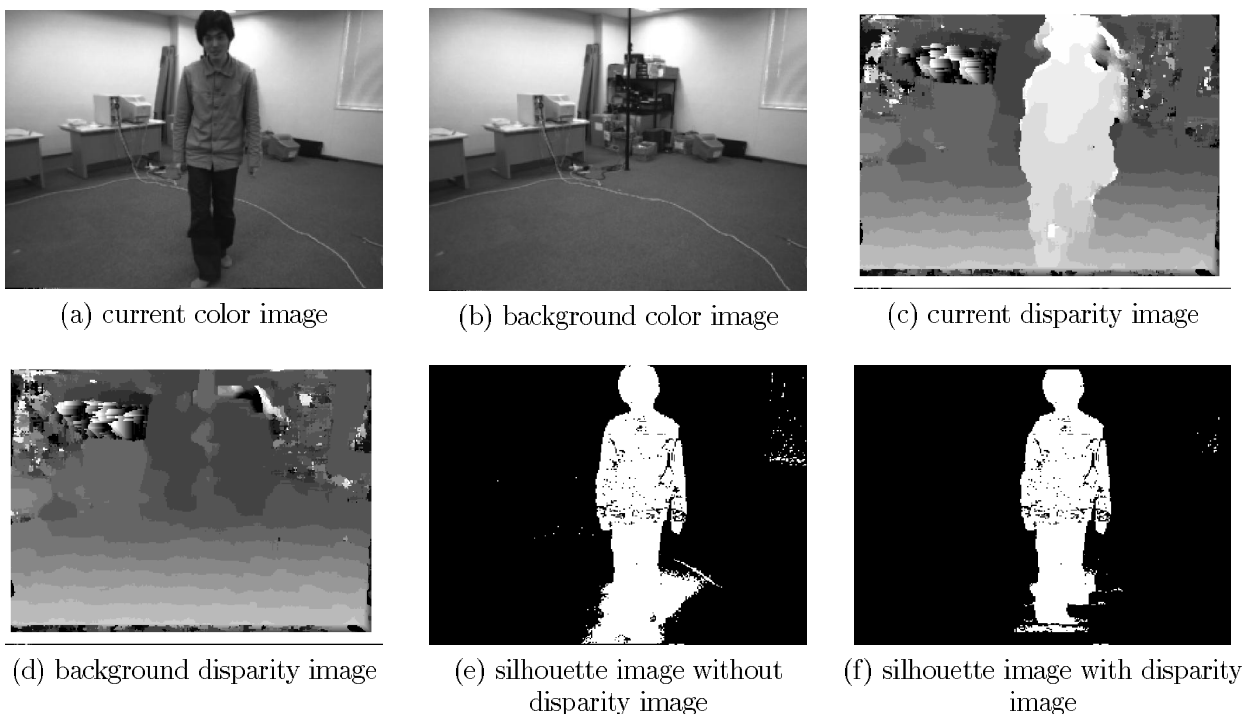 (a) current color image
(b) background color image
(c) current disparity image
(d) background disparity image
(e) silhouette image without
disparity image
(f) silhouette image with disparity
image